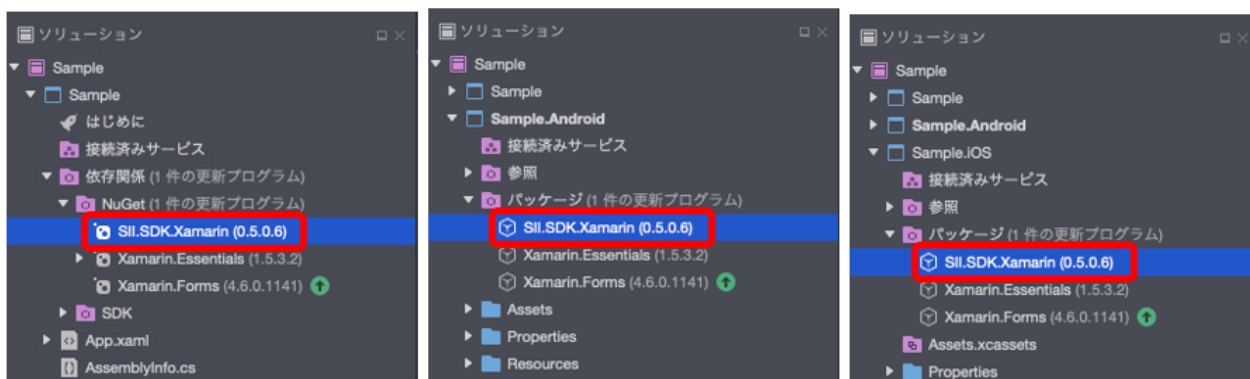 ソリューション
Sample
Sample
はじめに
接続済みサービス
依存関係 (1 件の更新プログラム)
NuGet (1 件の更新プログラム)
SII.SDK.Xamarin (0.5.0.6)
Xamarin.Essentials (1.5.3.2)
Xamarin.Forms (4.6.0.1141)
SDK
App.xaml
AssemblyInfo.cs
ソリューション
Sample
Sample
Sample.Android
接続済みサービス
参照
パッケージ (1 件の更新プログラム)
SII.SDK.Xamarin (0.5.0.6)
Xamarin.Essentials (1.5.3.2)
Xamarin.Forms (4.6.0.1141)
Assets
Properties
Resources
ソリューション
Sample
Sample
Sample.Android
Sample.iOS
接続済みサービス
参照
パッケージ (1 件の更新プログラム)
SII.SDK.Xamarin (0.5.0.6)
Xamarin.Essentials (1.5.3.2)
Xamarin.Forms (4.6.0.1141)
Assets.xcassets
Properties